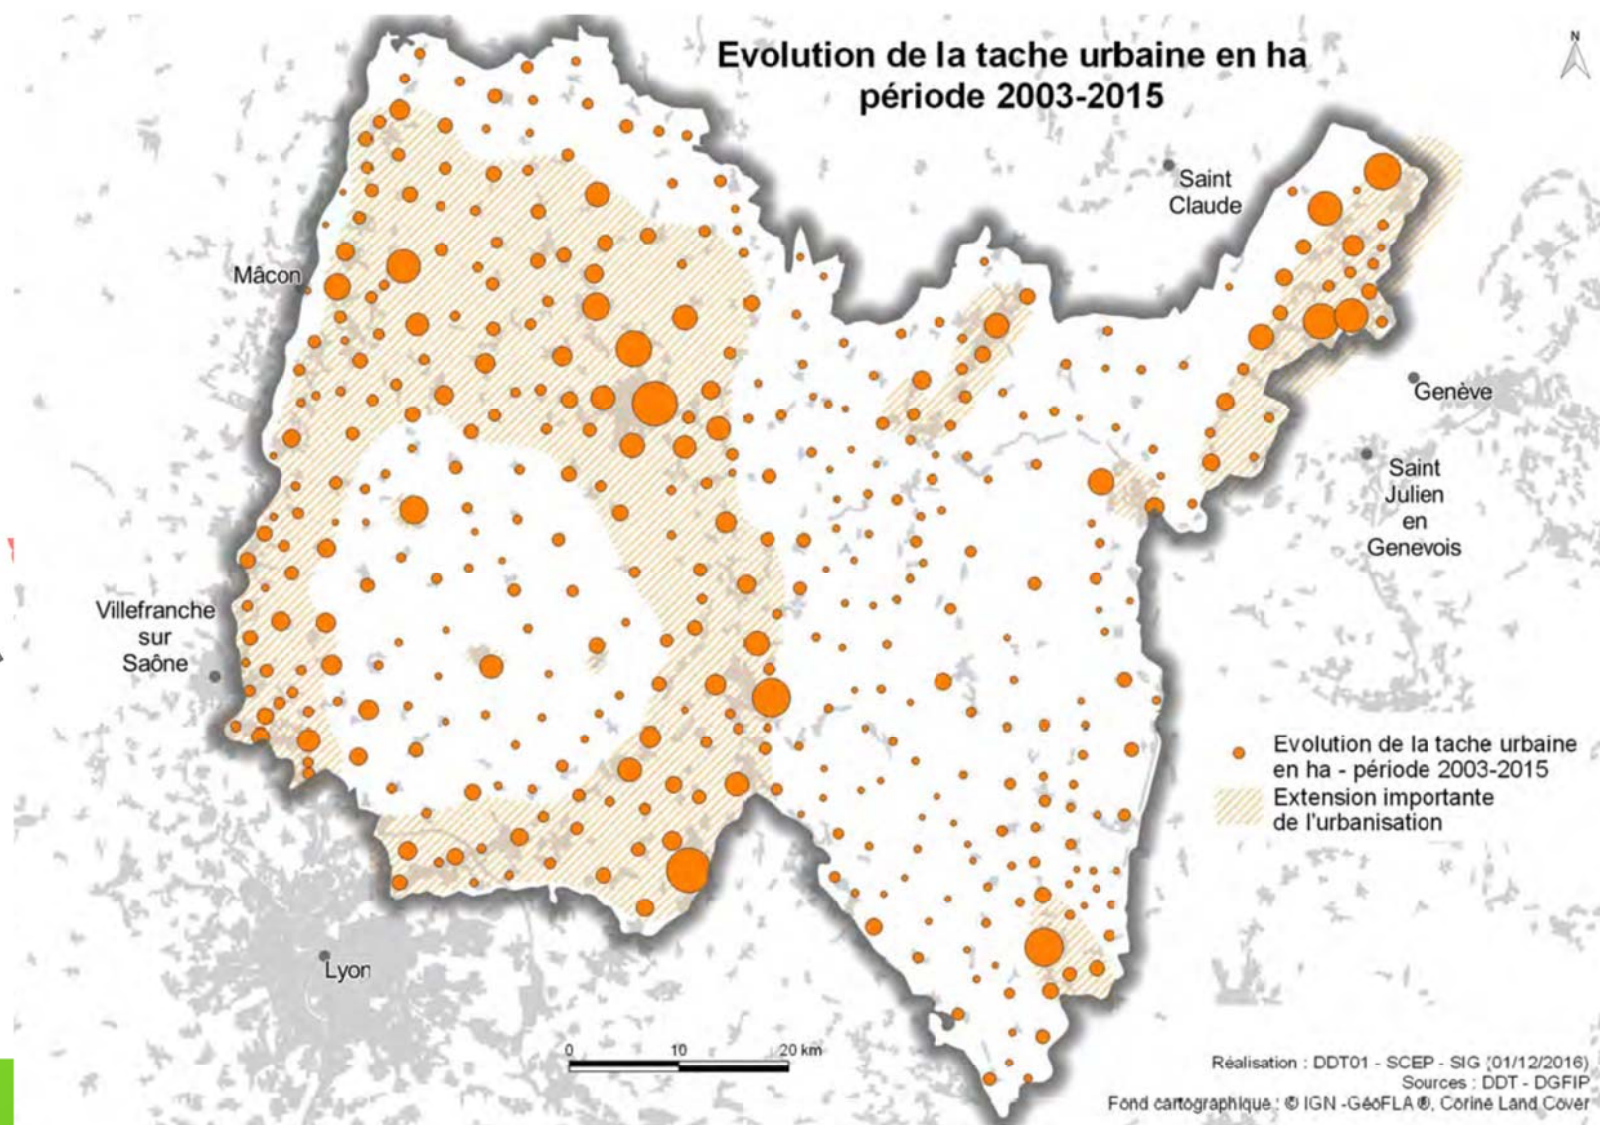 Evolution de la tache urbaine en ha
période 2003-2015
N
Saint
Claude
Mâcon
Genève
Saint
Julien
en
Genevois
Villefranche
sur
Saône
Evolution de la tache urbaine
en ha - période 2003-2015
Extension importante
de l'urbanisation
Lyon
0 10 20 km
Réalisation : DDT01 - SCEP - SIG (01/12/2016)
Sources : DDT - DGFIP
Fond cartographique : © IGN -GéoFLA ®, Corine Land Cover